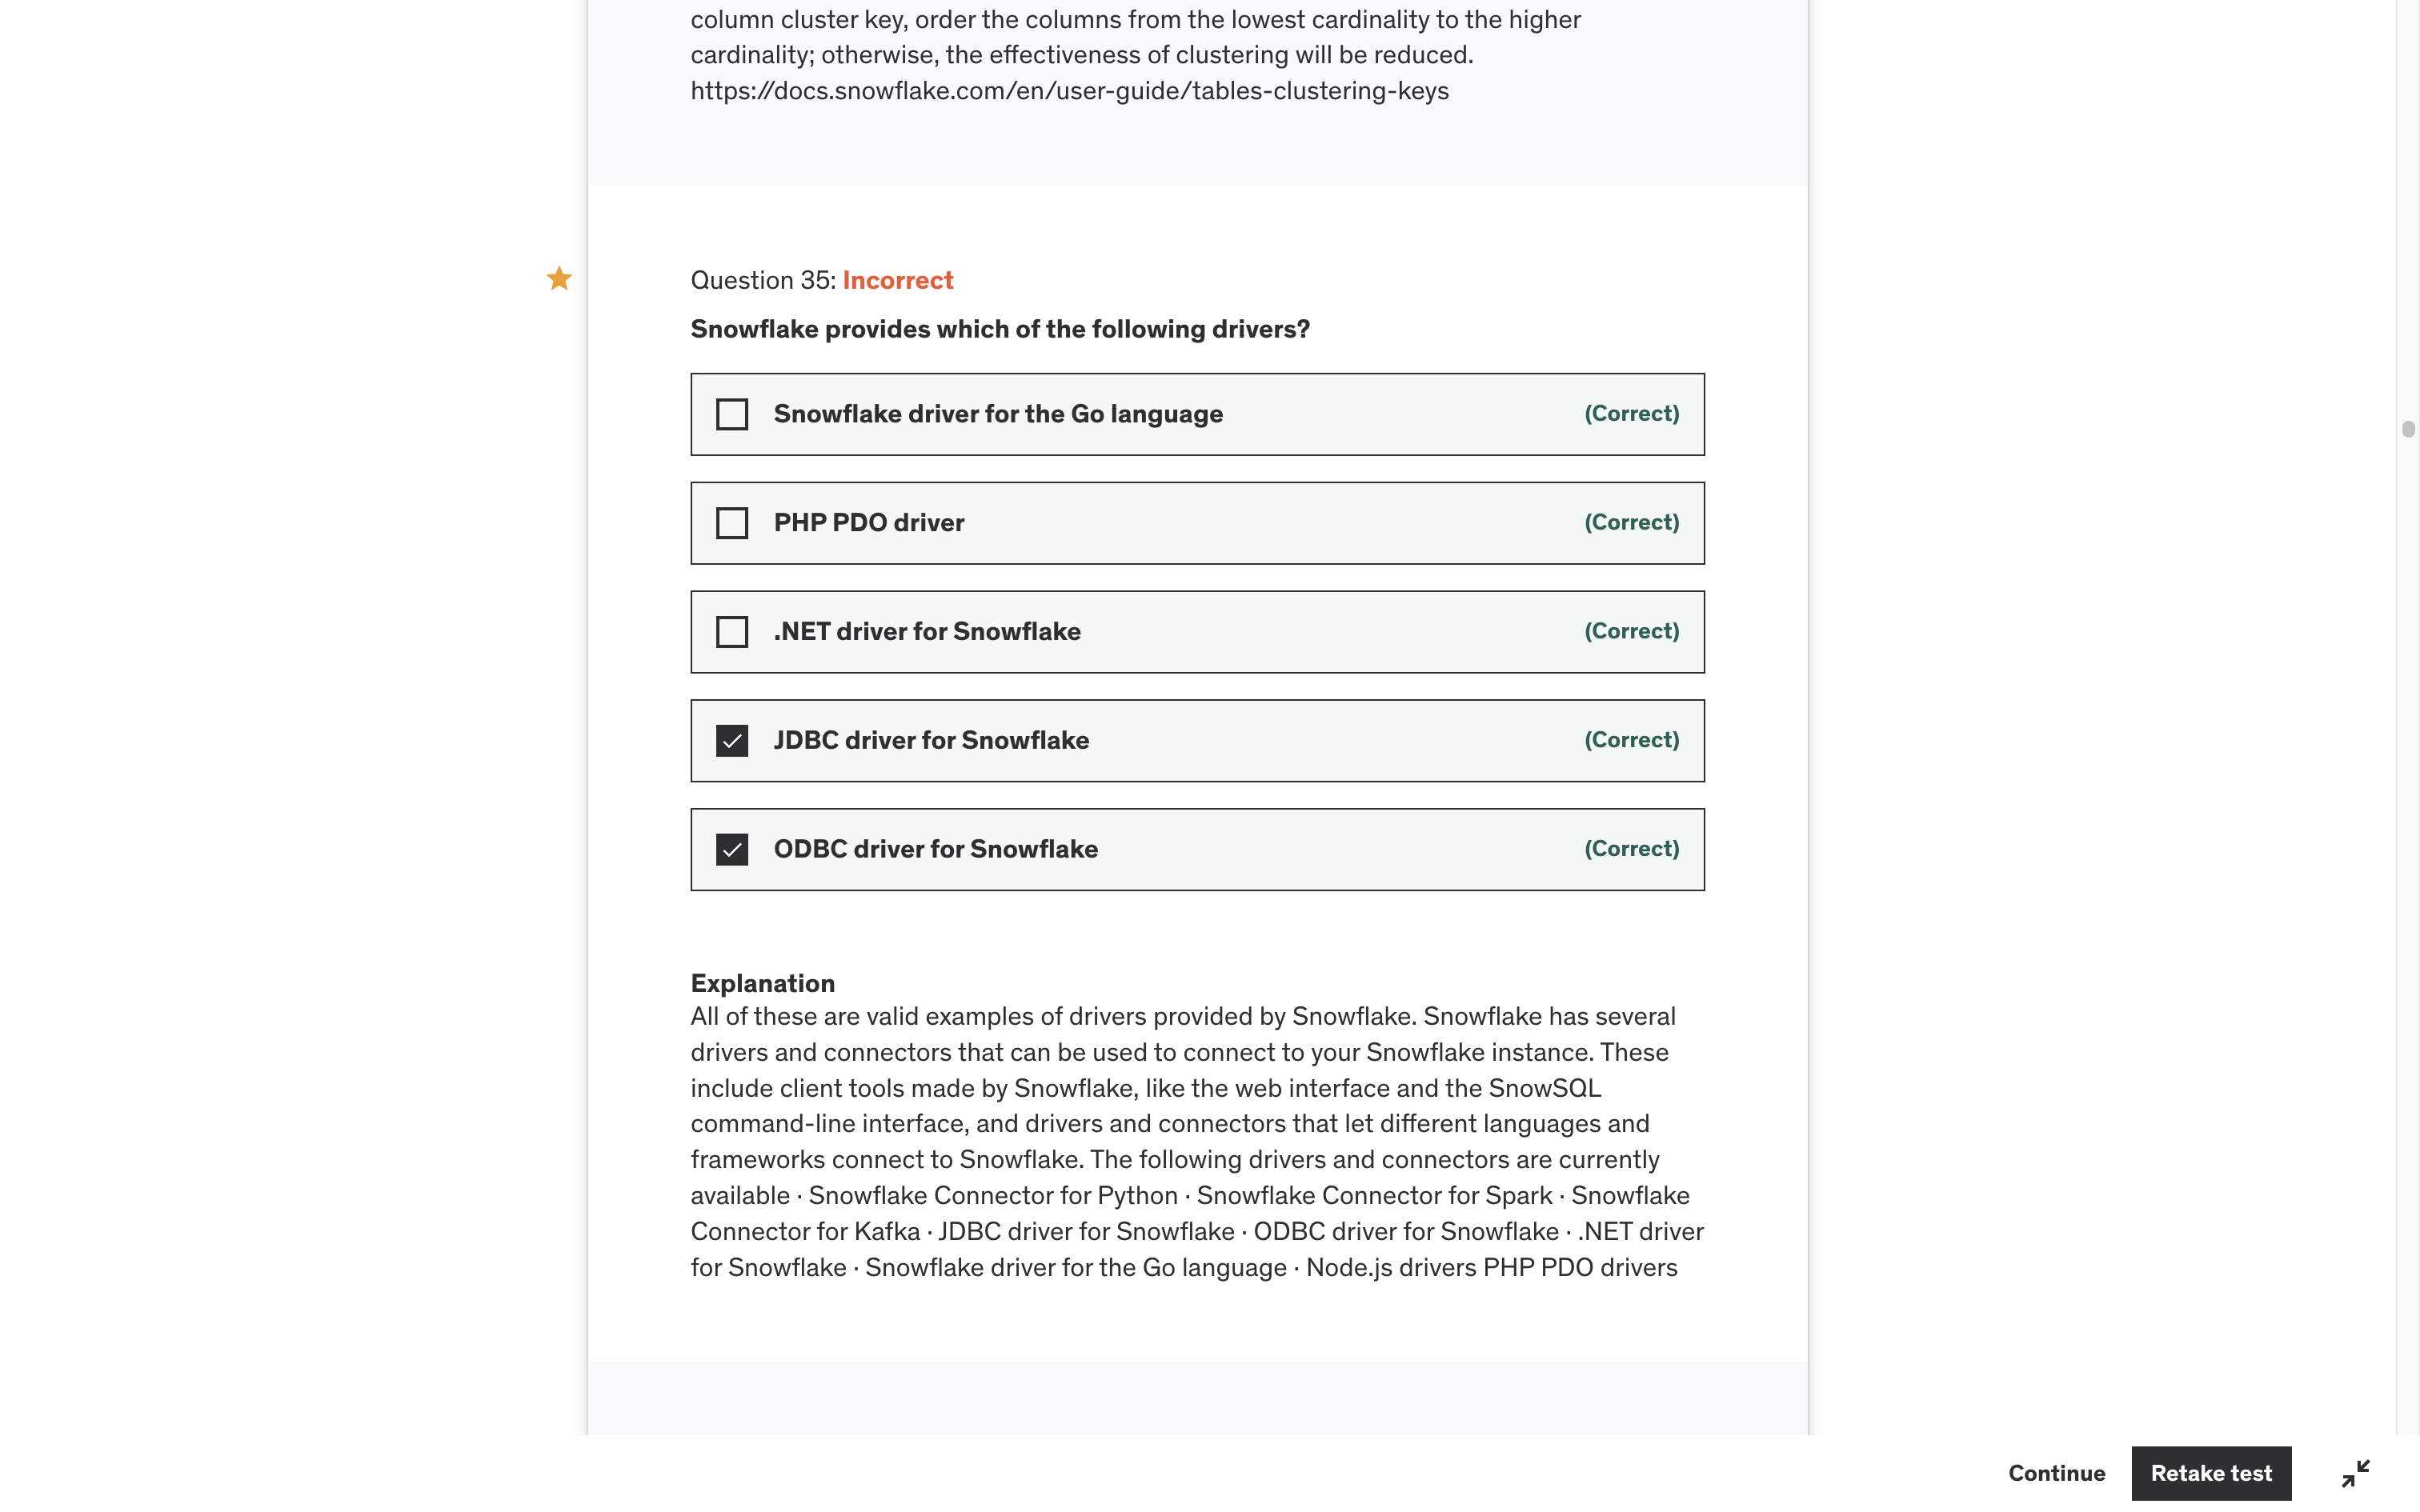 column cluster key, order the columns from the lowest cardinality to the higher
cardinality; otherwise, the effectiveness of clustering will be reduced.
https://docs.snowflake.com/en/user-guide/tables-clustering-keys
Question 35: Incorrect
Snowflake provides which of the following drivers?
Snowflake driver for the Go language (Correct)
PHP PDO driver (Correct)
.NET driver for Snowflake (Correct)
JDBC driver for Snowflake (Correct)
ODBC driver for Snowflake (Correct)
Explanation
All of these are valid examples of drivers provided by Snowflake. Snowflake has several
drivers and connectors that can be used to connect to your Snowflake instance. These
include client tools made by Snowflake, like the web interface and the SnowSQL
command-line interface, and drivers and connectors that let different languages and
frameworks connect to Snowflake. The following drivers and connectors are currently
available · Snowflake Connector for Python · Snowflake Connector for Spark · Snowflake
Connector for Kafka · JDBC driver for Snowflake · ODBC driver for Snowflake · .NET driver
for Snowflake · Snowflake driver for the Go language · Node.js drivers PHP PDO drivers
Continue Retake test